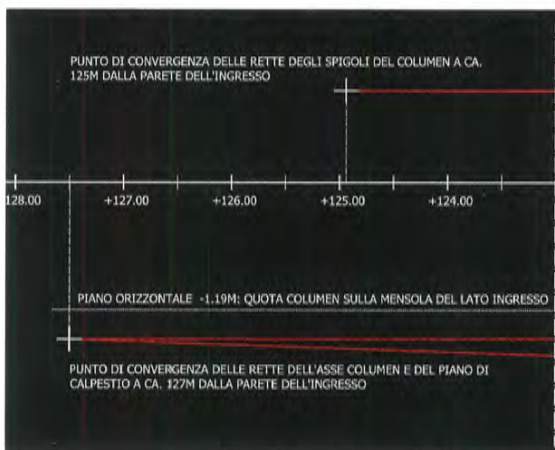 PUNTO DI CONVERGENZA DELLE RETTE DEGLI SPIGOLI DEL COLUMEN A CA.
125M DALLA PARETE DELL'INGRESSO
128.00 +127.00 +126.00 +125.00 +124.00
PIANO ORIZZONTALE -1.19M: QUOTA COLUMEN SULLA MENSOLA DEL LATO INGRESSO
PUNTO DI CONVERGENZA DELLE RETTE DELL'ASSE COLUMEN E DEL PIANO DI
CALPESTIO A CA. 127M DALLA PARETE DELL'INGRESSO